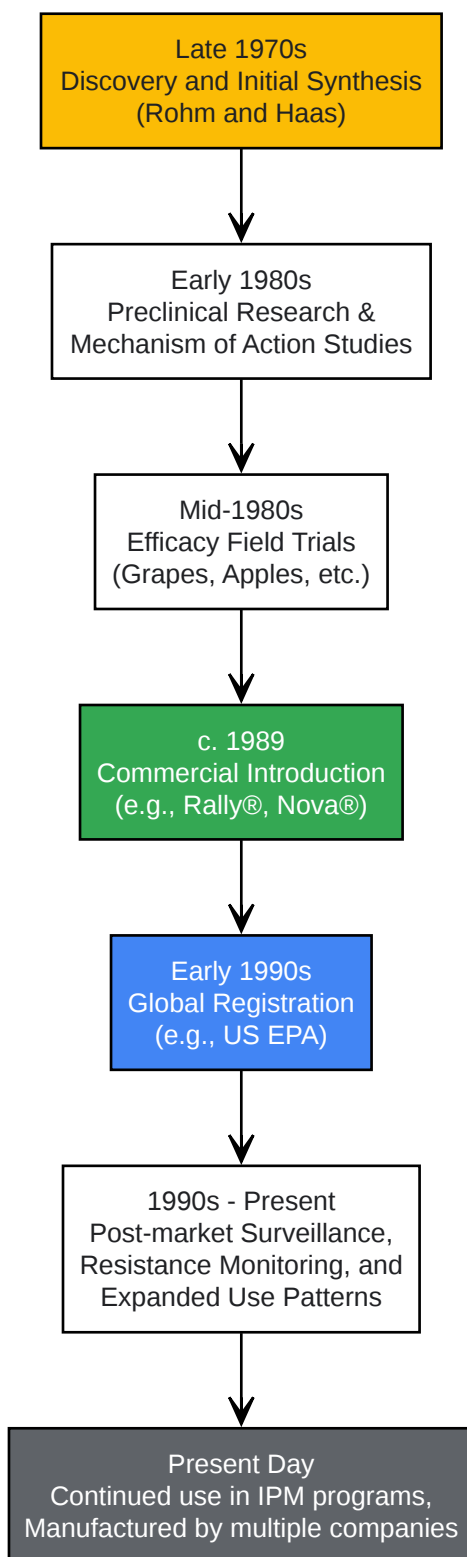 Late 1970s
Discovery and Initial Synthesis
(Rohm and Haas)
Early 1980s
Preclinical Research &
Mechanism of Action Studies
Mid-1980s
Efficacy Field Trials
(Grapes, Apples, etc.)
c. 1989
Commercial Introduction
(e.g., Rally®, Nova®)
Early 1990s
Global Registration
(e.g., US EPA)
1990s - Present
Post-market Surveillance,
Resistance Monitoring, and
Expanded Use Patterns
Present Day
Continued use in IPM programs,
Manufactured by multiple companies